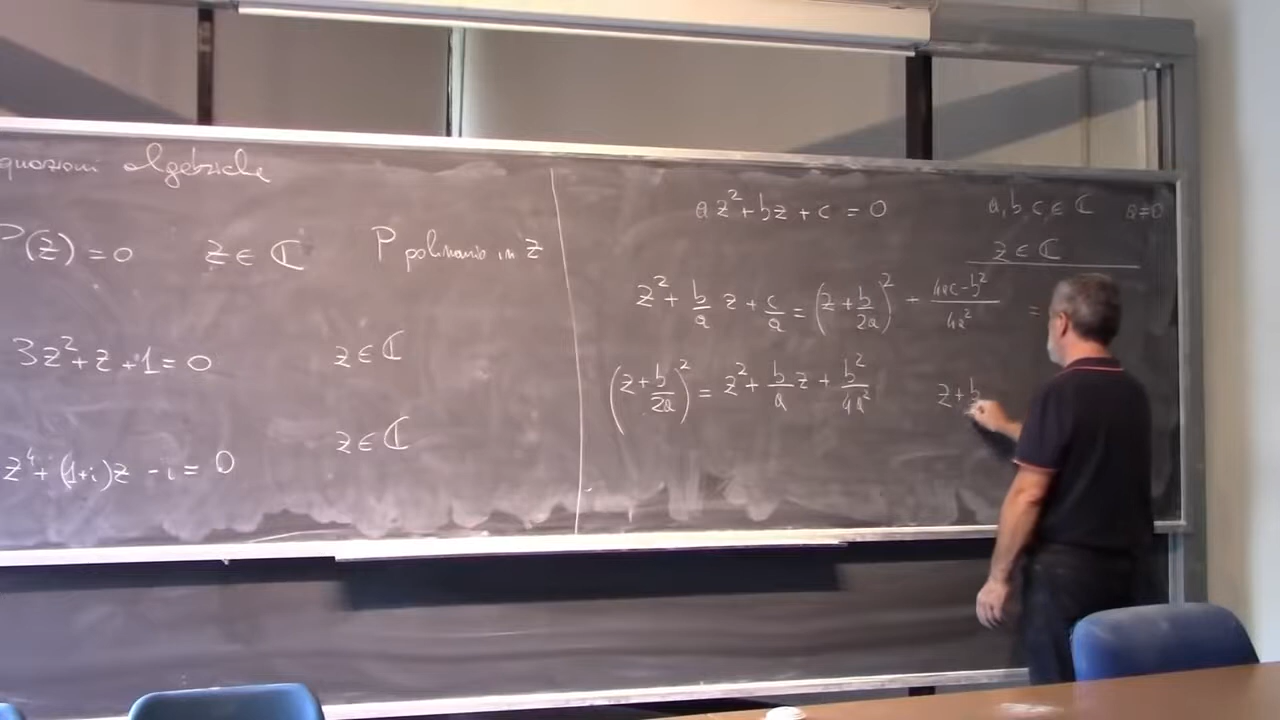 equazioni algebriche
P(z) = 0 z ∈ ℂ P polinomio in z
3z² + z + 1 = 0 z ∈ ℂ
z⁴ + (1+i)z - i = 0 z ∈ ℂ
az² + bz + c = 0 a, b, c, ∈ ℂ a ≠ 0
z ∈ ℂ
z² + b/a z + c/a = (z + b/2a)² + (4ac - b²)/4a² =
(z + b/2a)² = z² + b/a z + b²/4a² z + b